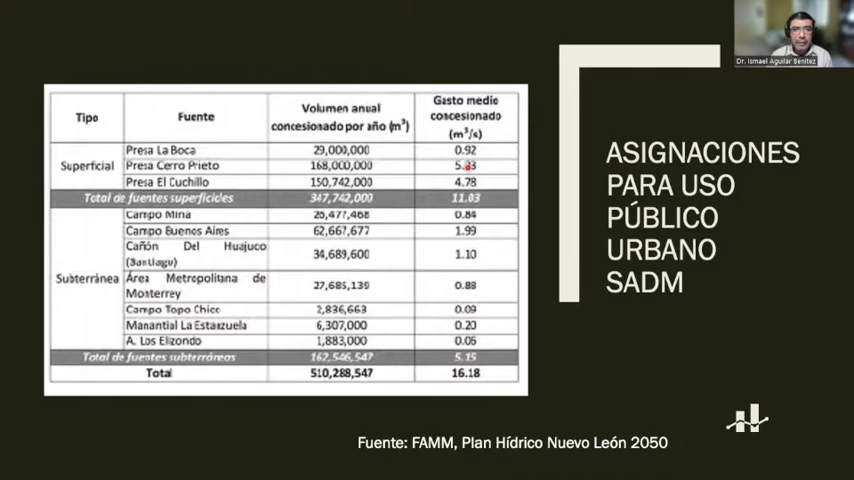 Dr. Ismael Aguilar Benítez
Tipo Fuente Volumen anual concesionado por año (m³) Gasto medio concesionado (m³/s)
Superficial Presa La Boca 29,000,000 0.92
Presa Cerro Prieto 168,000,000 5.33
Presa El Cuchillo 150,742,000 4.78
Total de fuentes superficiales 347,742,000 11.03
Subterránea Campo Mina 26,477,468 0.84
Campo Buenos Aires 62,667,677 1.99
Cañón Del Huajuco (Santiago) 34,689,600 1.10
Área Metropolitana de Monterrey 27,685,139 0.88
Campo Topo Chico 2,836,663 0.09
Manantial La Estanzuela 6,307,000 0.20
A. Los Elizondo 1,883,000 0.06
Total de fuentes subterráneas 162,546,547 5.15
Total 510,288,547 16.18
ASIGNACIONES
PARA USO
PÚBLICO
URBANO
SADM
Fuente: FAMM, Plan Hídrico Nuevo León 2050